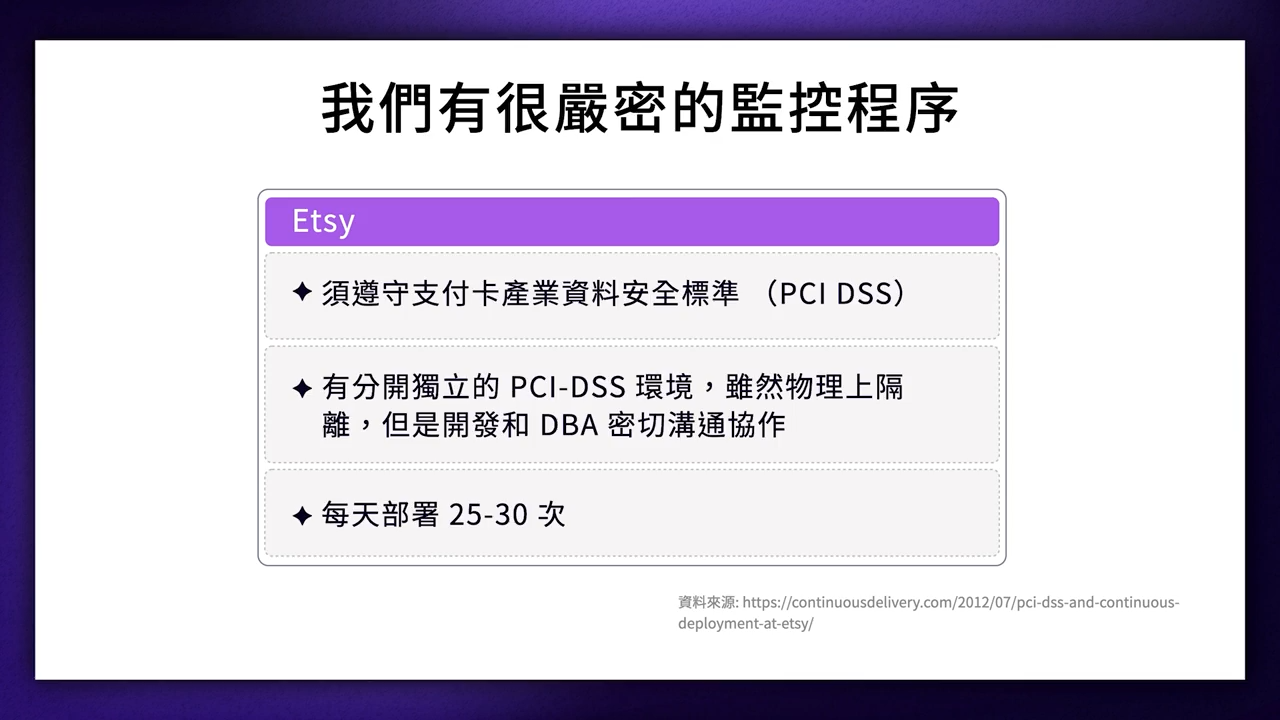 我們有很嚴密的監控程序
Etsy
✦ 須遵守支付卡產業資料安全標準 （PCI DSS）
✦ 有分開獨立的 PCI-DSS 環境，雖然物理上隔
離，但是開發和 DBA 密切溝通協作
✦ 每天部署 25-30 次
資料來源: https://continuousdelivery.com/2012/07/pci-dss-and-continuous-
deployment-at-etsy/